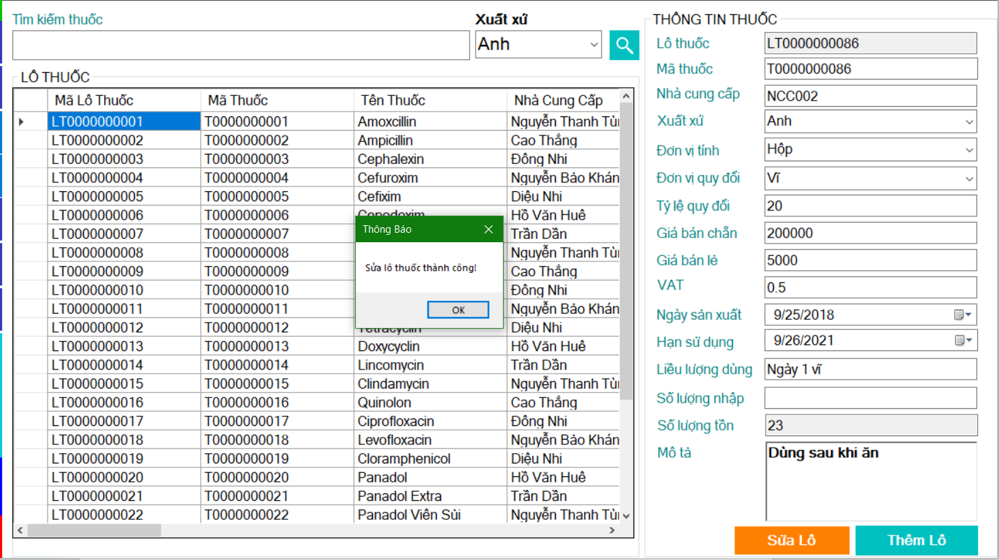 Tìm kiếm thuốc
Xuất xứ
Anh
LÔ THUỐC
Mã Lô Thuốc Mã Thuốc Tên Thuốc Nhà Cung Cấp
LT0000000001 T0000000001 Amoxcillin Nguyễn Thanh Tù
LT0000000002 T0000000002 Ampicillin Cao Thắng
LT0000000003 T0000000003 Cephalexin Đông Nhi
LT0000000004 T0000000004 Cefuroxim Nguyễn Bảo Khán
LT0000000005 T0000000005 Cefixim Diệu Nhi
LT0000000006 T0000000006 Cepodoxim Hồ Văn Huê
LT0000000007 T0000000007 Trần Dần
LT0000000008 T0000000008 Nguyễn Thanh Tù
LT0000000009 T0000000009 Cao Thắng
LT0000000010 T0000000010 Đông Nhi
LT0000000011 T0000000011 Nguyễn Bảo Khán
LT0000000012 T0000000012 Tetracyclin Diệu Nhi
LT0000000013 T0000000013 Doxycyclin Hồ Văn Huê
LT0000000014 T0000000014 Lincomycin Trần Dần
LT0000000015 T0000000015 Clindamycin Nguyễn Thanh Tù
LT0000000016 T0000000016 Quinolon Cao Thắng
LT0000000017 T0000000017 Ciprofloxacin Đông Nhi
LT0000000018 T0000000018 Levofloxacin Nguyễn Bảo Khán
LT0000000019 T0000000019 Cloramphenicol Diệu Nhi
LT0000000020 T0000000020 Panadol Hồ Văn Huê
LT0000000021 T0000000021 Panadol Extra Trần Dần
LT0000000022 T0000000022 Panadol Viên Sủi Nguyễn Thanh Tù
Thông Báo
Sửa lô thuốc thành công!
OK
THÔNG TIN THUỐC
Lô thuốc LT0000000086
Mã thuốc T0000000086
Nhà cung cấp NCC002
Xuất xứ Anh
Đơn vị tính Hộp
Đơn vị quy đổi Vĩ
Tỷ lệ quy đổi 20
Giá bán chẵn 200000
Giá bán lẻ 5000
VAT 0.5
Ngày sản xuất 9/25/2018
Hạn sử dụng 9/26/2021
Liều lượng dùng Ngày 1 vĩ
Số lượng nhập
Số lượng tồn 23
Mô tả Dùng sau khi ăn
Sửa Lô Thêm Lô